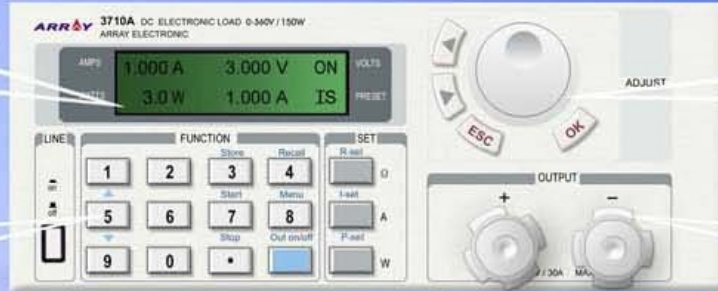 ARRAY 3710A DC ELECTRONIC LOAD 0-360V / 150W
ARRAY ELECTRONIC
AMPS 1.000 A 3.000 V ON VOLTS
WATTS 3.0 W 1.000 A IS PRESET
ADJUST
ESC OK
LINE FUNCTION SET
Store Recall R-set
1 2 3 4 Ω
on
Start Menu I-set
off
5 6 7 8 A
Stop Out on/off P-set
9 0 • W
OUTPUT
+ −
/ 30A